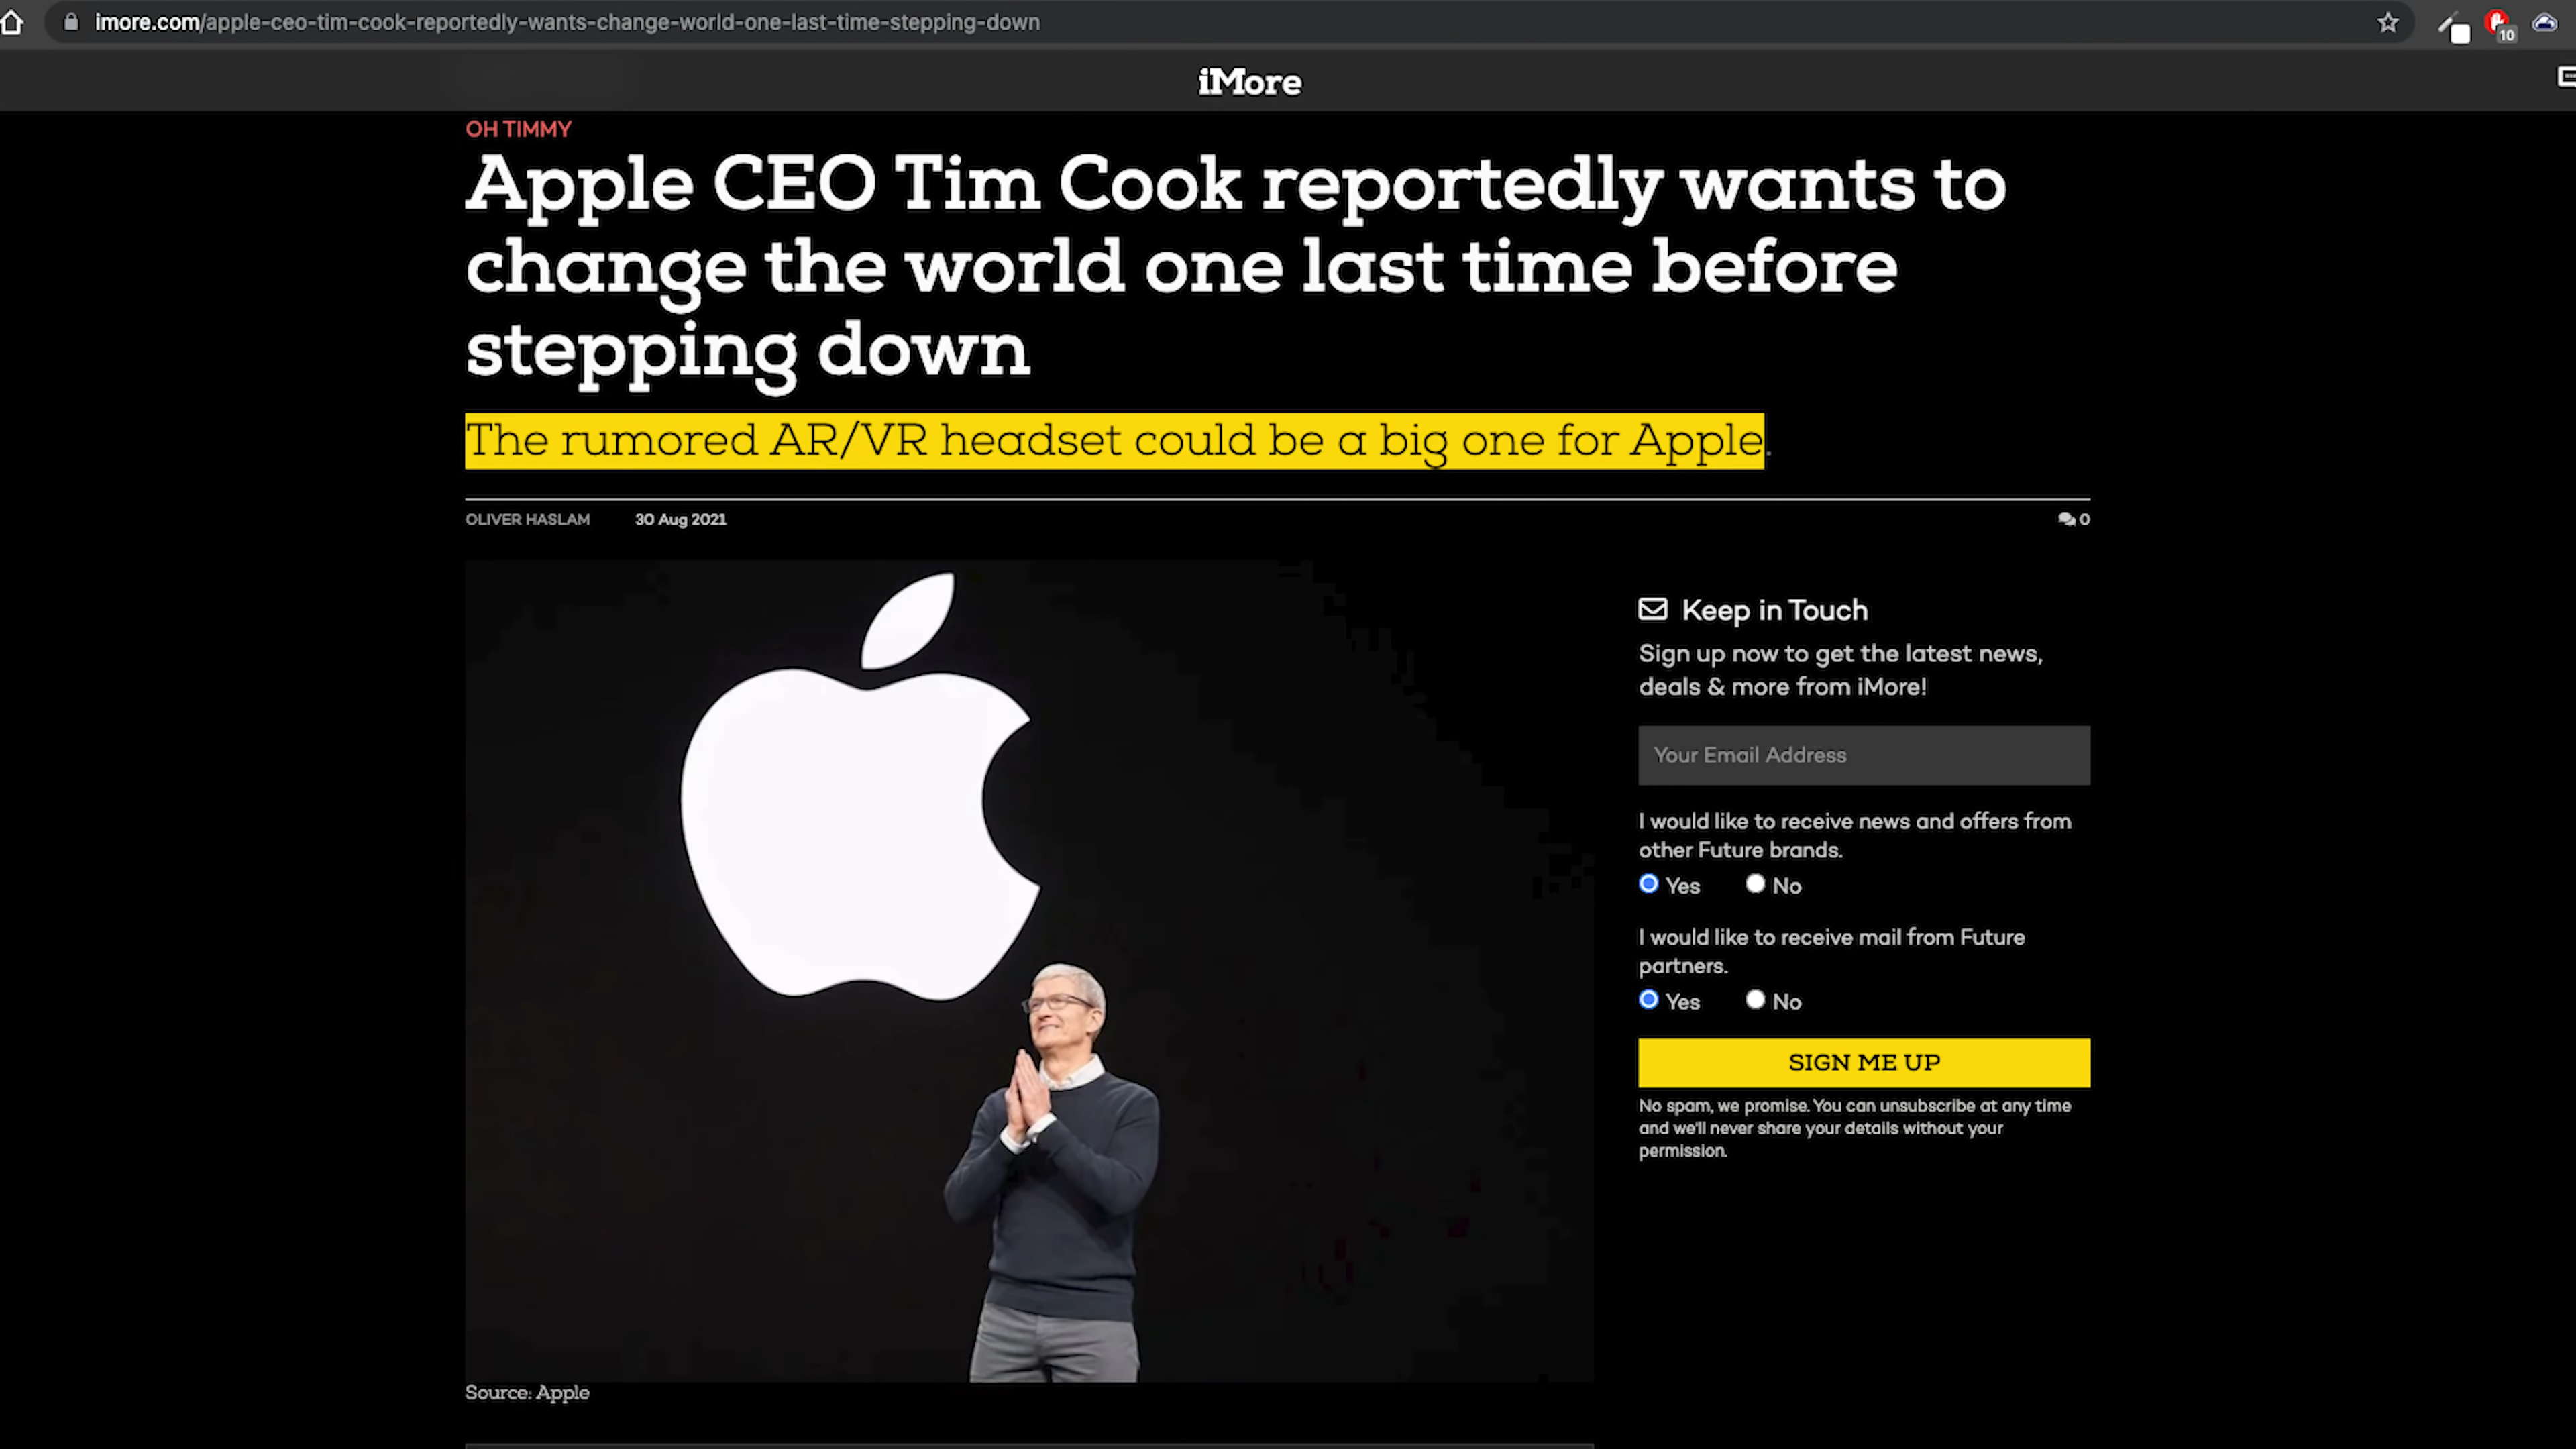 imore.com/apple-ceo-tim-cook-reportedly-wants-change-world-one-last-time-stepping-down
10
iMore
OH TIMMY
Apple CEO Tim Cook reportedly wants to
change the world one last time before
stepping down
The rumored AR/VR headset could be a big one for Apple.
OLIVER HASLAM 30 Aug 2021 0
Keep in Touch
Sign up now to get the latest news,
deals & more from iMore!
Your Email Address
I would like to receive news and offers from
other Future brands.
Yes No
I would like to receive mail from Future
partners.
Yes No
SIGN ME UP
No spam, we promise. You can unsubscribe at any time
and we'll never share your details without your
permission.
Source: Apple